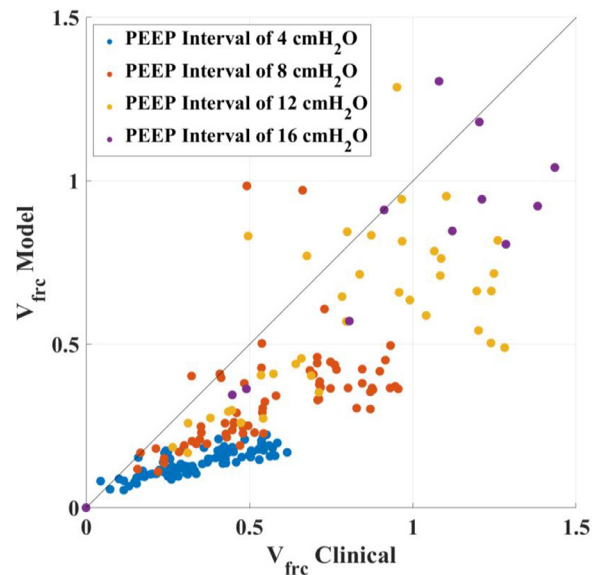 1.5
PEEP Interval of 4 cmH2O
PEEP Interval of 8 cmH2O
PEEP Interval of 12 cmH2O
PEEP Interval of 16 cmH2O
1
Vfrc Model
0.5
0
0 0.5 1 1.5
Vfrc Clinical